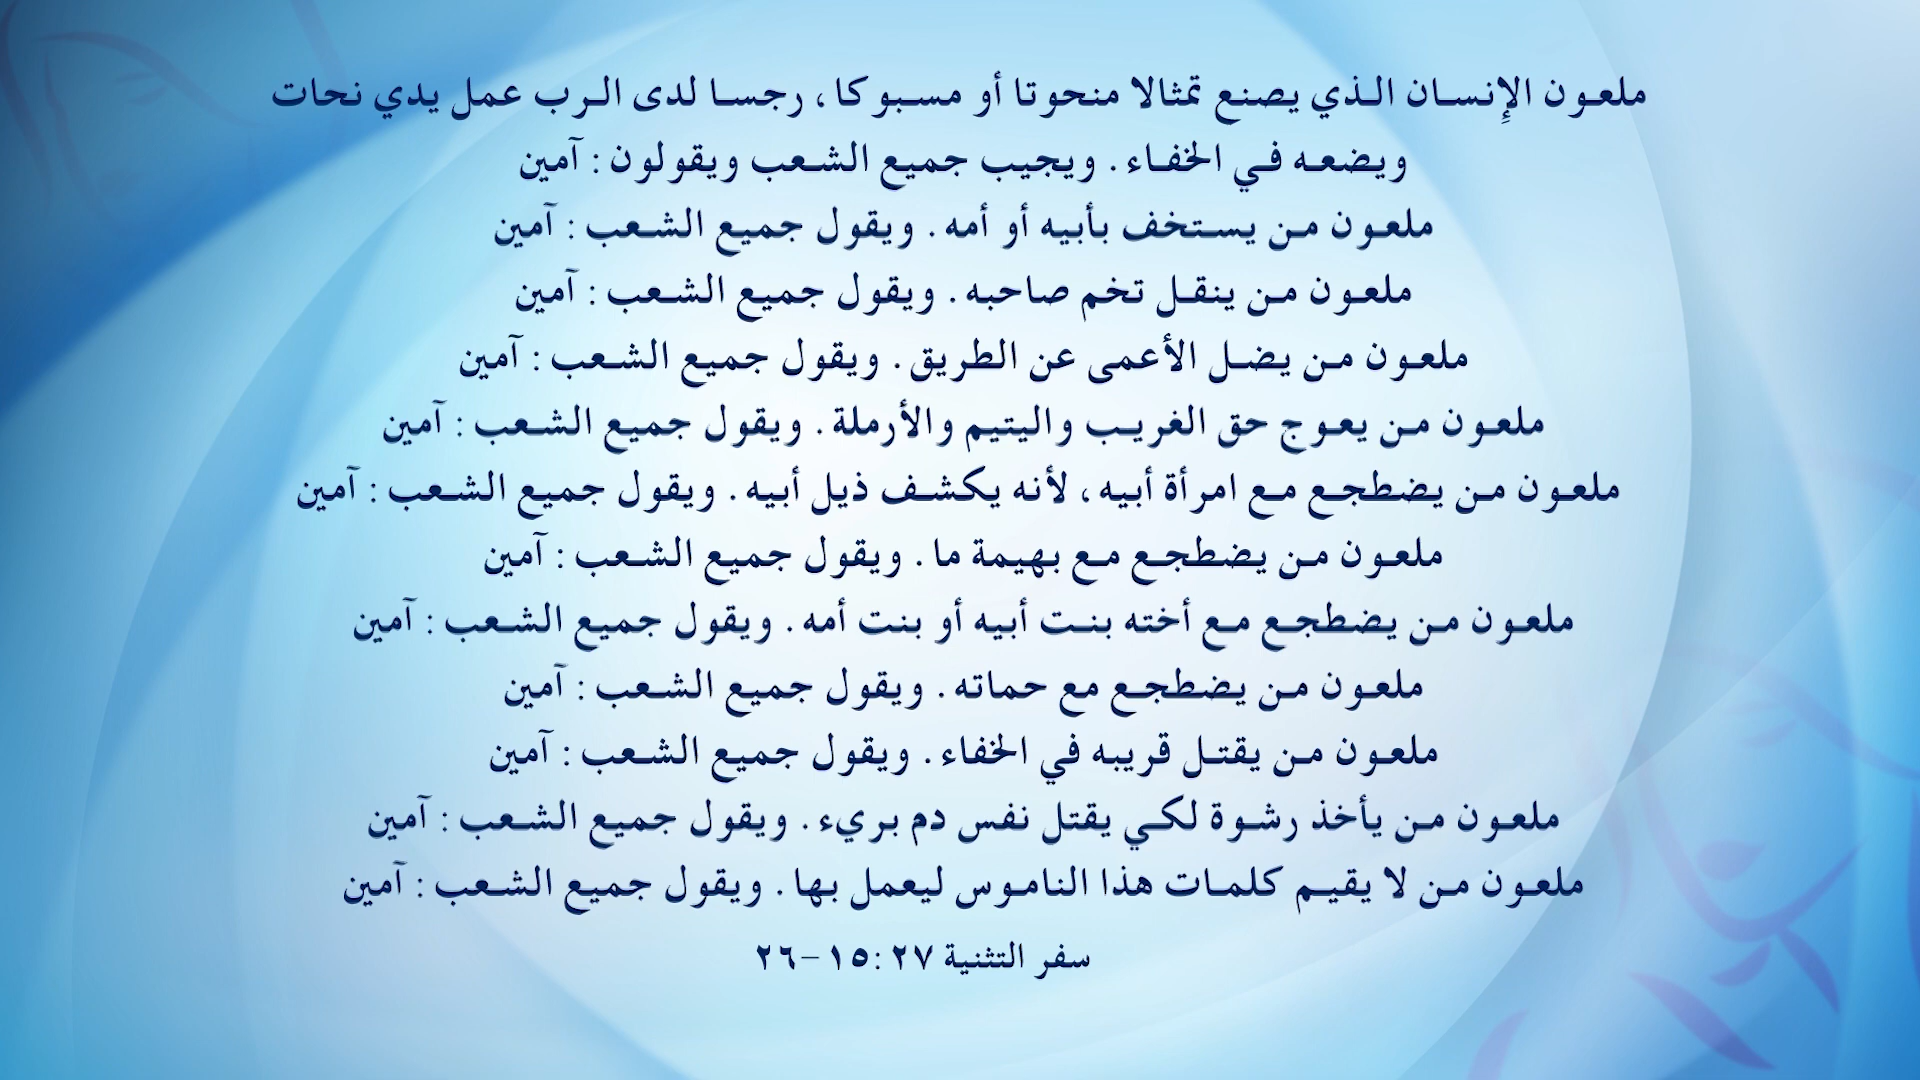 ملعون الإنسان الذي يصنع تمثالا منحوتا أو مسبوكا، رجسا لدى الرب عمل يدي نحات
ويضعه في الخفاء. ويجيب جميع الشعب ويقولون: آمين
ملعون من يستخف بأبيه أو أمه. ويقول جميع الشعب: آمين
ملعون من ينقل تخم صاحبه. ويقول جميع الشعب: آمين
ملعون من يضل الأعمى عن الطريق. ويقول جميع الشعب: آمين
ملعون من يعوج حق الغريب واليتيم والأرملة. ويقول جميع الشعب: آمين
ملعون من يضطجع مع امرأة أبيه، لأنه يكشف ذيل أبيه. ويقول جميع الشعب: آمين
ملعون من يضطجع مع بهيمة ما. ويقول جميع الشعب: آمين
ملعون من يضطجع مع أخته بنت أبيه أو بنت أمه. ويقول جميع الشعب: آمين
ملعون من يضطجع مع حماته. ويقول جميع الشعب: آمين
ملعون من يقتل قريبه في الخفاء. ويقول جميع الشعب: آمين
ملعون من يأخذ رشوة لكي يقتل نفس دم بريء. ويقول جميع الشعب: آمين
ملعون من لا يقيم كلمات هذا الناموس ليعمل بها. ويقول جميع الشعب: آمين
سفر التثنية ٢٧: ١٥-٢٦